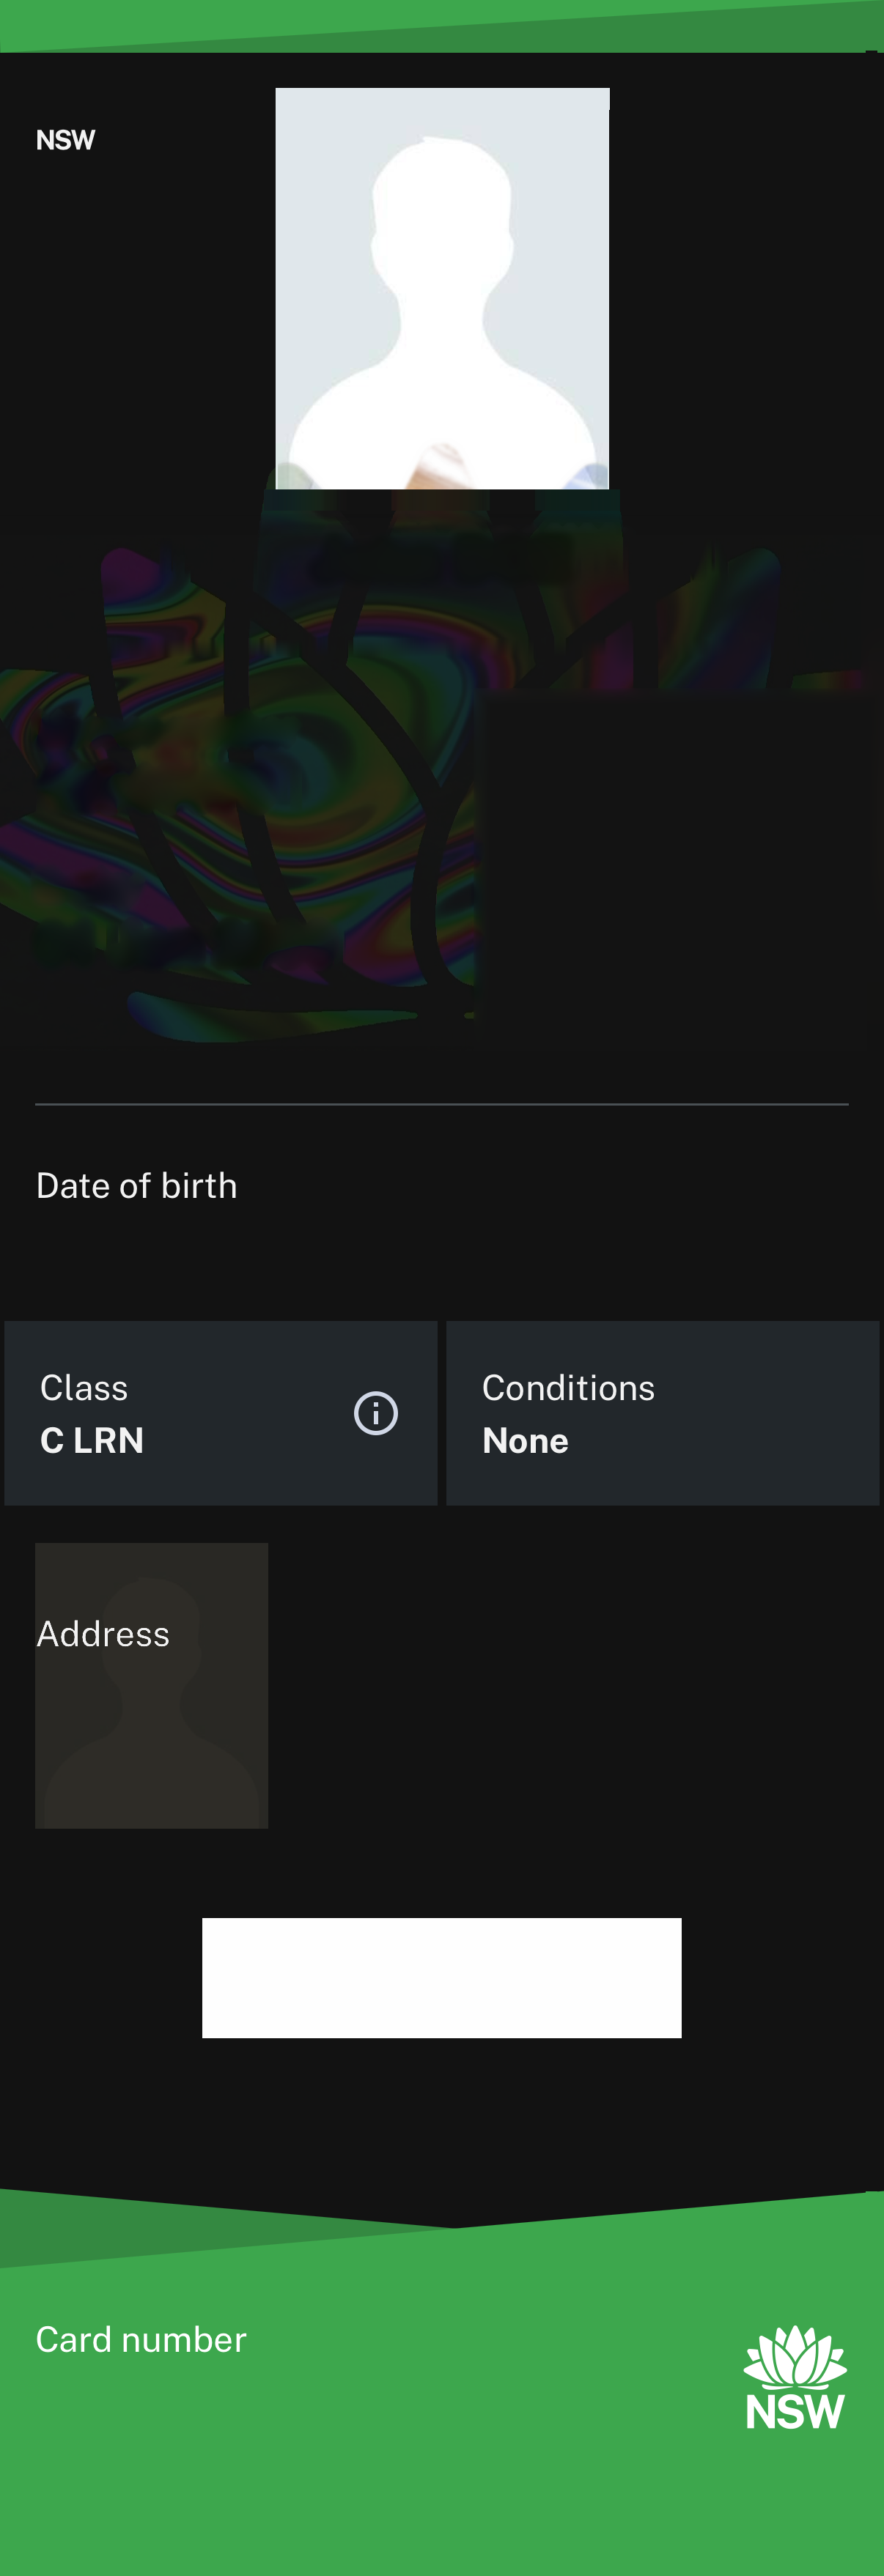 NSW
Date of birth
Class
C LRN
Conditions
None
Address
Card number
NSW